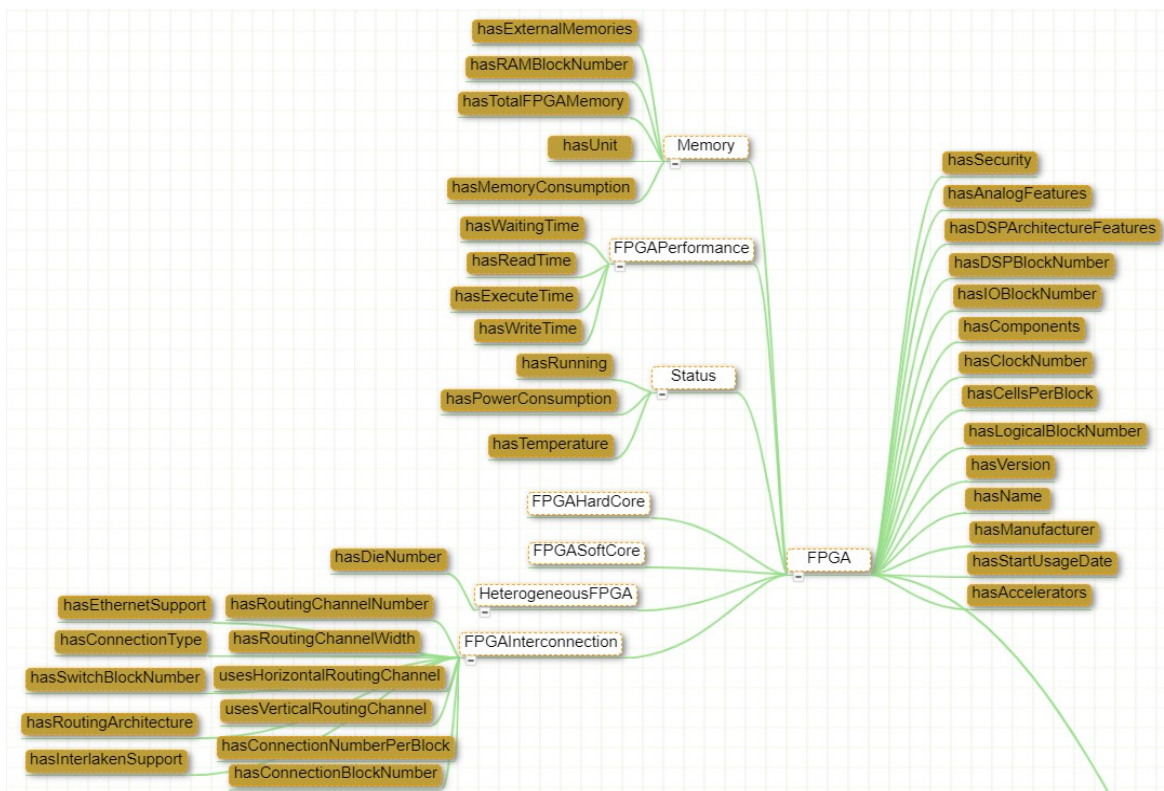 hasExternalMemories
hasRAMBlockNumber
hasTotalFPGAMemory
hasUnit
Memory
hasMemoryConsumption
hasWaitingTime
FPGAPerformance
hasReadTime
hasExecuteTime
hasWriteTime
hasRunning
Status
hasPowerConsumption
hasTemperature
FPGAHardCore
FPGASoftCore
hasDieNumber
HeterogeneousFPGA
FPGAInterconnection
hasEthernetSupport
hasRoutingChannelNumber
hasConnectionType
hasRoutingChannelWidth
hasSwitchBlockNumber
usesHorizontalRoutingChannel
usesVerticalRoutingChannel
hasRoutingArchitecture
hasConnectionNumberPerBlock
hasInterlakenSupport
hasConnectionBlockNumber
FPGA
hasSecurity
hasAnalogFeatures
hasDSPArchitectureFeatures
hasDSPBlockNumber
hasIOBlockNumber
hasComponents
hasClockNumber
hasCellsPerBlock
hasLogicalBlockNumber
hasVersion
hasName
hasManufacturer
hasStartUsageDate
hasAccelerators